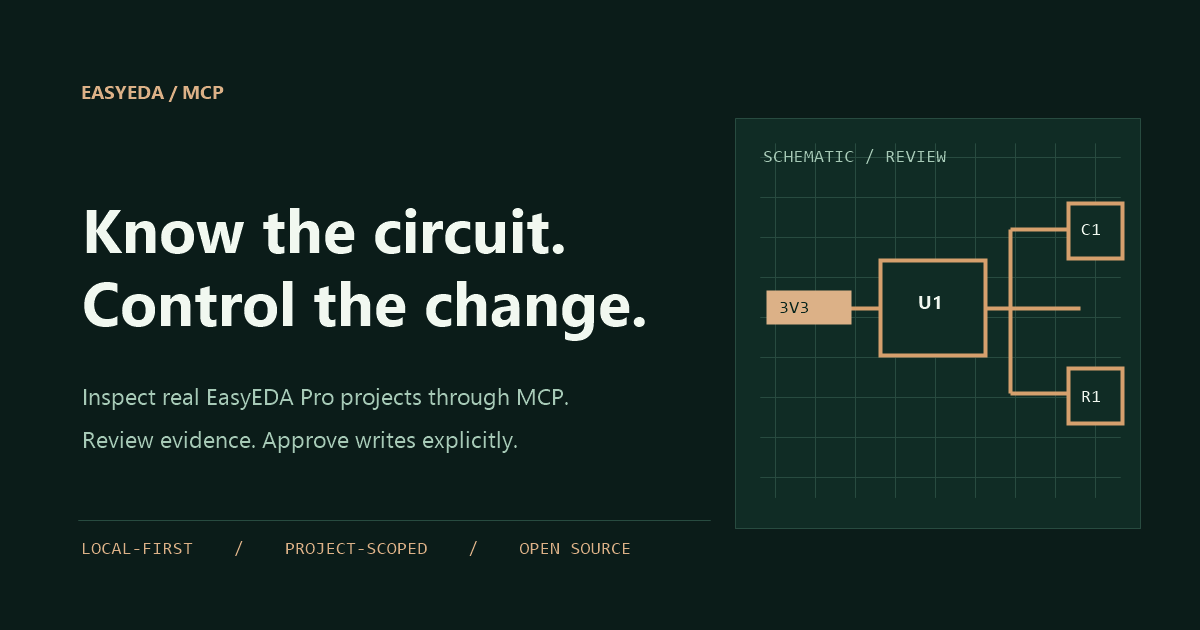 EASYEDA / MCP
Know the circuit.
Control the change.
Inspect real EasyEDA Pro projects through MCP.
Review evidence. Approve writes explicitly.
LOCAL-FIRST / PROJECT-SCOPED / OPEN SOURCE
SCHEMATIC / REVIEW
C1
3V3
U1
R1